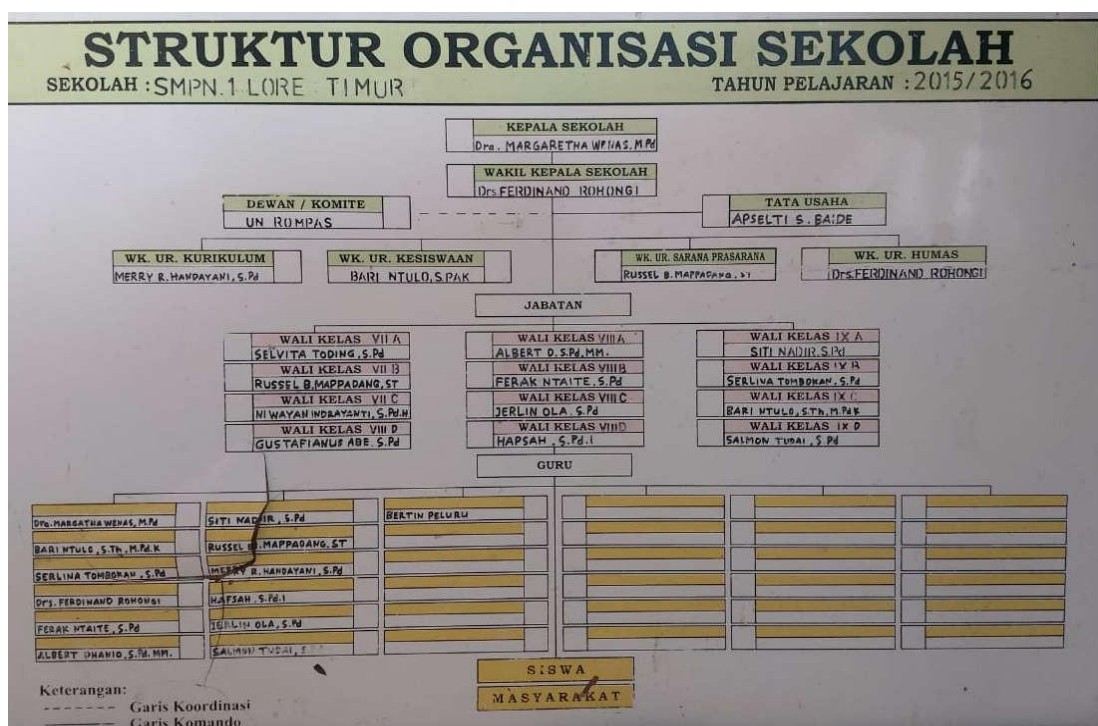 STRUKTUR ORGANISASI SEKOLAH
SEKOLAH : SMPN.1 LORE TIMUR
TAHUN PELAJARAN : 2015/2016
KEPALA SEKOLAH
Dra. MARGARETHA WENAS, M.Pd
WAKIL KEPALA SEKOLAH
Drs FERDINAND ROHONGI
DEWAN / KOMITE
UN ROMPAS
TATA USAHA
APSELTI S. BAIDE
WK. UR. KURIKULUM
MERRY R. HANDAYANI, S.Pd
WK. UR. KESISWAAN
BARI NTULO, S.PAK
WK. UR. SARANA PRASARANA
RUSSEL B. MAPPADANG, ST
WK. UR. HUMAS
Drs FERDINAND ROHONGI
JABATAN
WALI KELAS VII A
SELVITA TODING, S.Pd
WALI KELAS VII B
RUSSEL B. MAPPADANG, ST
WALI KELAS VII C
NI WAYAN INDRAYANTI, S.Pd.H
WALI KELAS VIII D
GUSTAFIANUS ABE. S.Pd
WALI KELAS VIII A
ALBERT D. S.Pd, MM.
WALI KELAS VIII B
FERAK NTAITE, S.Pd
WALI KELAS VIII C
JERLIN OLA. S.Pd
WALI KELAS VIII D
HAPSAH, S.Pd.I
WALI KELAS IX A
SITI NADIR. S.Pd
WALI KELAS IX B
SERLINA TOMBOKAN, S.Pd
WALI KELAS IX C
BARI NTULO, S.Th, M.Pd.K
WALI KELAS IX D
SALMON TUDAI, S.Pd
GURU
Dra. MARGATHA WENAS, M.Pd
BARI NTULO, S.Th, M.Pd.K
SERLINA TOMBOKAN, S.Pd
Drs. FERDINAND ROHONGI
FERAK NTAITE, S.Pd
ALBERT DHANIO, S.Pd. MM.
SITI NADIR, S.Pd
RUSSEL B. MAPPADANG, ST
MERRY R. HANDAYANI, S.Pd
HAFSAH. S.Pd.I
JERLIN OLA, S.Pd
SALMON TUDAI,
BERTIN PELURU
SISWA
MASYARAKAT
Keterangan:
Garis Koordinasi
Garis Komando